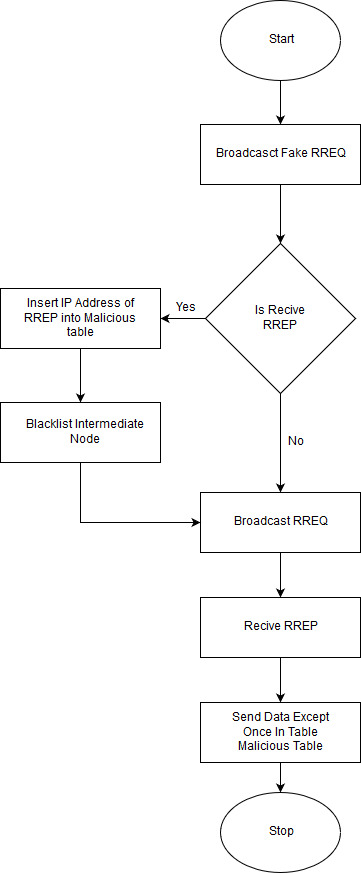 Start
Broadcasct Fake RREQ
Is Recive
RREP
Yes
Insert IP Address of
RREP into Malicious
table
Blacklist Intermediate
Node
No
Broadcast RREQ
Recive RREP
Send Data Except
Once In Table
Malicious Table
Stop